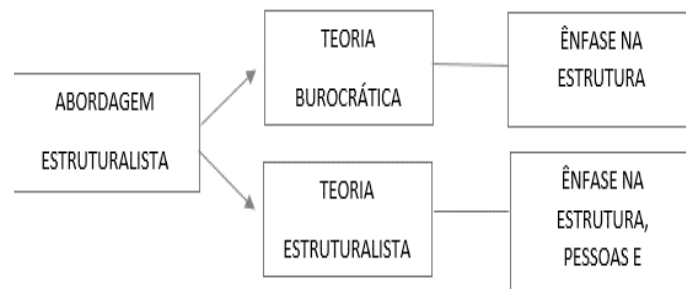 ABORDAGEM
ESTRUTURALISTA
TEORIA
BUROCRÁTICA
ÊNFASE NA
ESTRUTURA
TEORIA
ESTRUTURALISTA
ÊNFASE NA
ESTRUTURA,
PESSOAS E